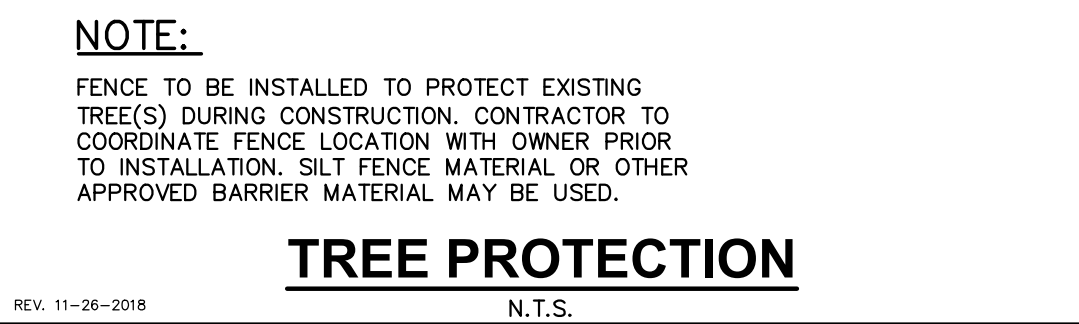 NOTE:
FENCE TO BE INSTALLED TO PROTECT EXISTING
TREE(S) DURING CONSTRUCTION. CONTRACTOR TO
COORDINATE FENCE LOCATION WITH OWNER PRIOR
TO INSTALLATION. SILT FENCE MATERIAL OR OTHER
APPROVED BARRIER MATERIAL MAY BE USED.
TREE PROTECTION
N.T.S.
REV. 11-26-2018